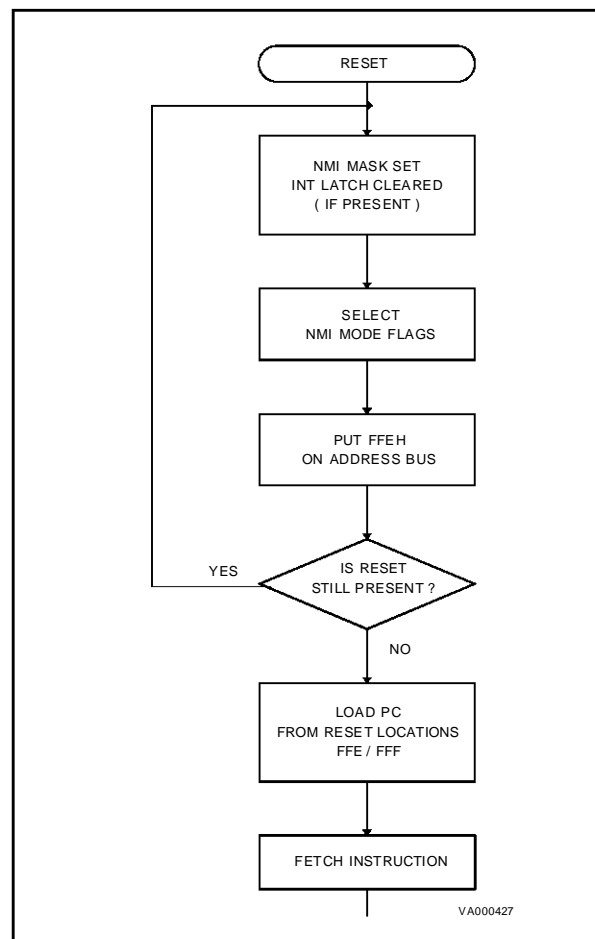 RESET
NMI MASK SET
INT LATCH CLEARED
( IF PRESENT )
SELECT
NMI MODE FLAGS
PUT FFEH
ON ADDRESS BUS
IS RESET
STILL PRESENT ?
YES
NO
LOAD PC
FROM RESET LOCATIONS
FFE / FFF
FETCH INSTRUCTION
VA000427